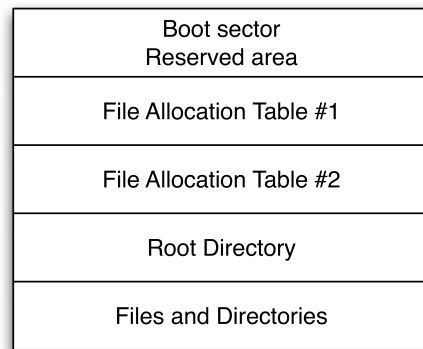 Boot sector
Reserved area
File Allocation Table #1
File Allocation Table #2
Root Directory
Files and Directories